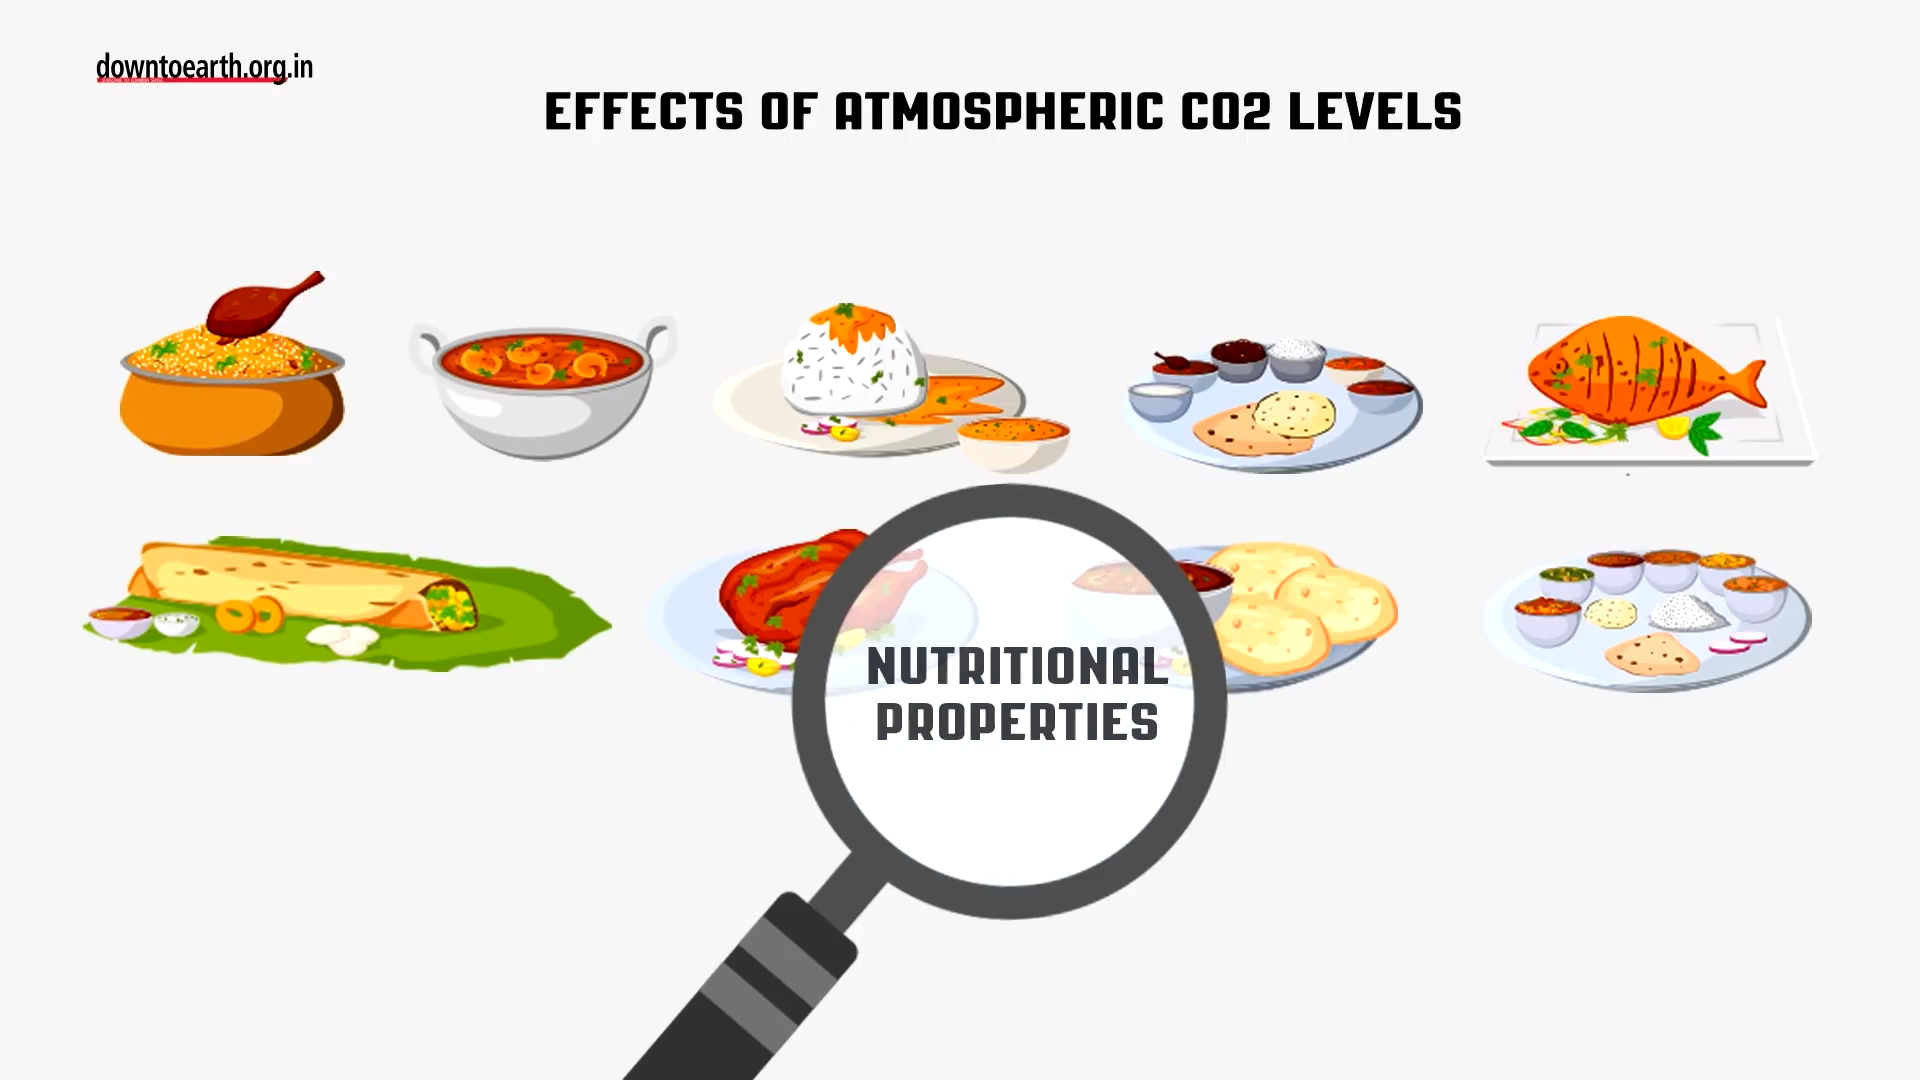 downtoearth.org.in
EFFECTS OF ATMOSPHERIC CO2 LEVELS
NUTRITIONAL
PROPERTIES